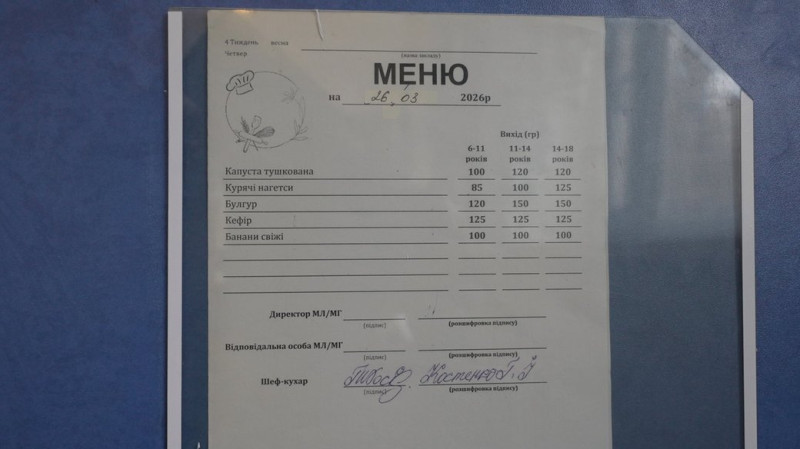 4 Тиждень весна
Четвер
(назва закладу)
МЕНЮ
на 26,03 2026р
Вихід (гр)
6-11 років 11-14 років 14-18 років
Капуста тушкована 100 120 120
Курячі нагетси 85 100 125
Булгур 120 150 150
Кефір 125 125 125
Банани свіжі 100 100 100
Директор МЛ/МГ
(підпис) (розшифровка підпису)
Відповідальна особа МЛ/МГ
(підпис) (розшифровка підпису)
Шеф-кухар Костенко Г. І
(підпис) (розшифровка підпису)